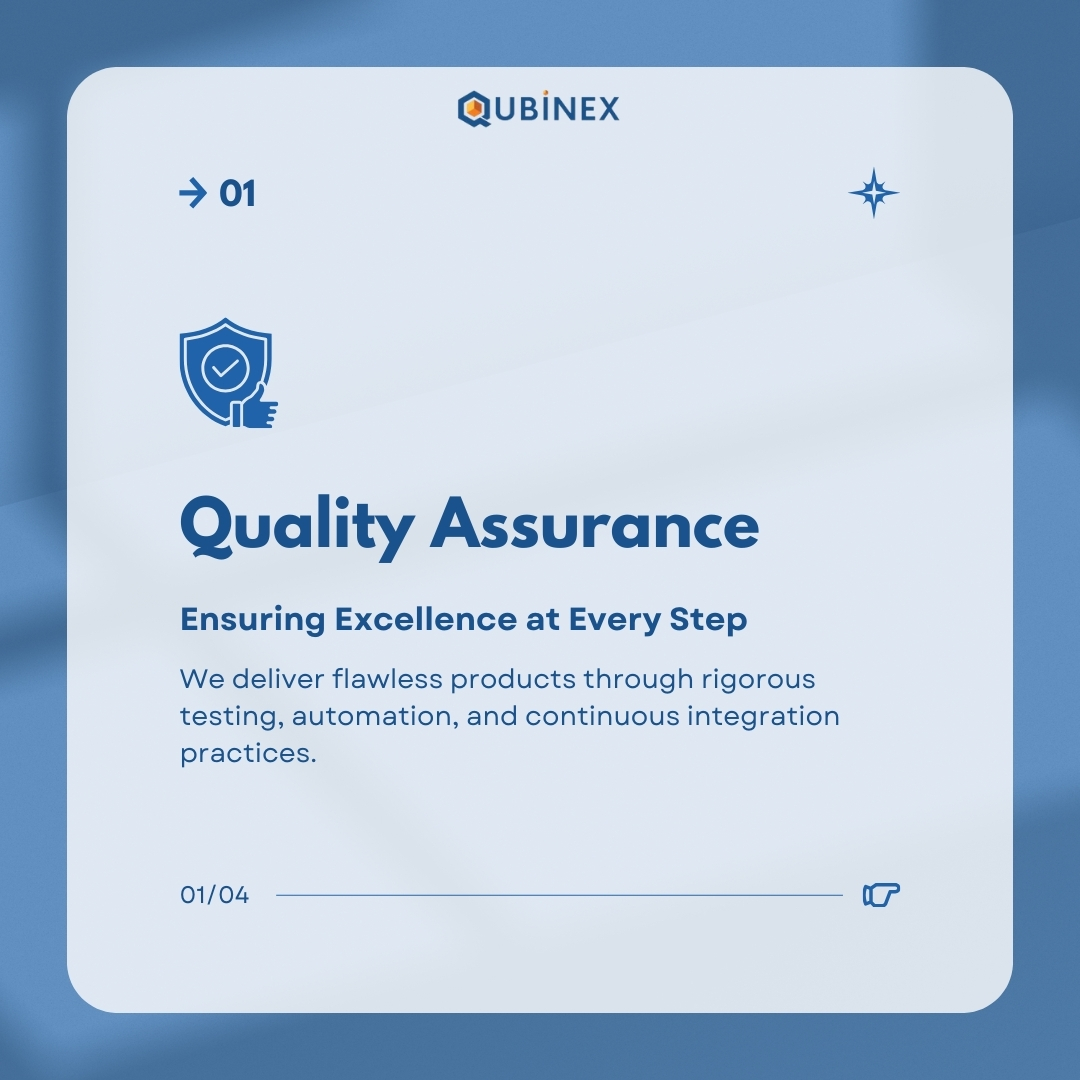 QUBINEX
01
Quality Assurance
Ensuring Excellence at Every Step
We deliver flawless products through rigorous
testing, automation, and continuous integration
practices.
01/04